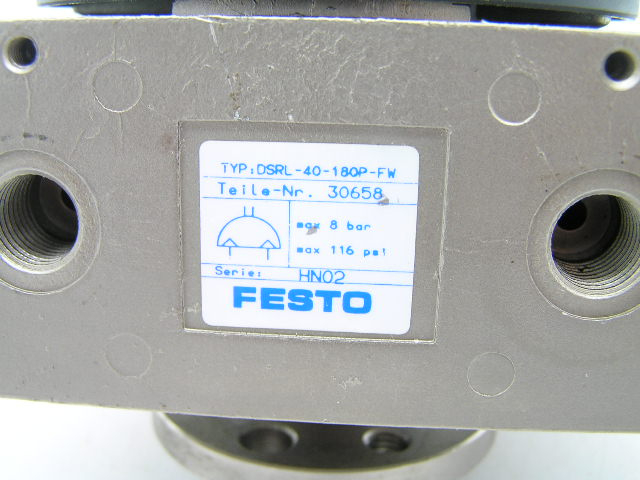 TYP:DSRL-40-180P-FW
Teile-Nr. 30658
max 8 bar
max 116 psi
Serie: HN02
FESTO